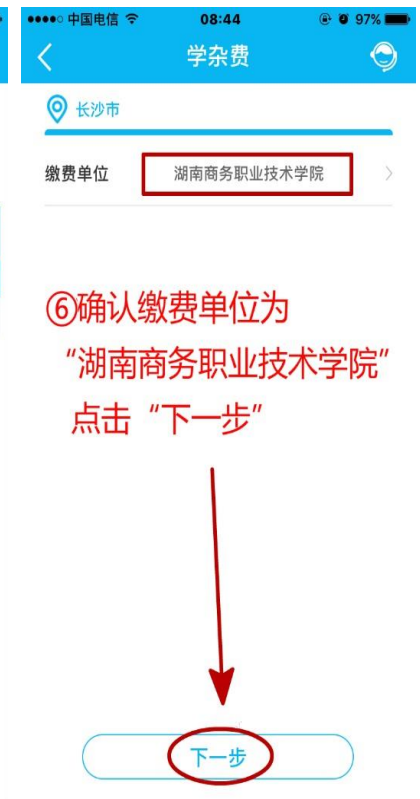 中国电信 08:44 97%
学杂费
长沙市
缴费单位 湖南商务职业技术学院
⑥确认缴费单位为
“湖南商务职业技术学院”
点击“下一步”
下一步